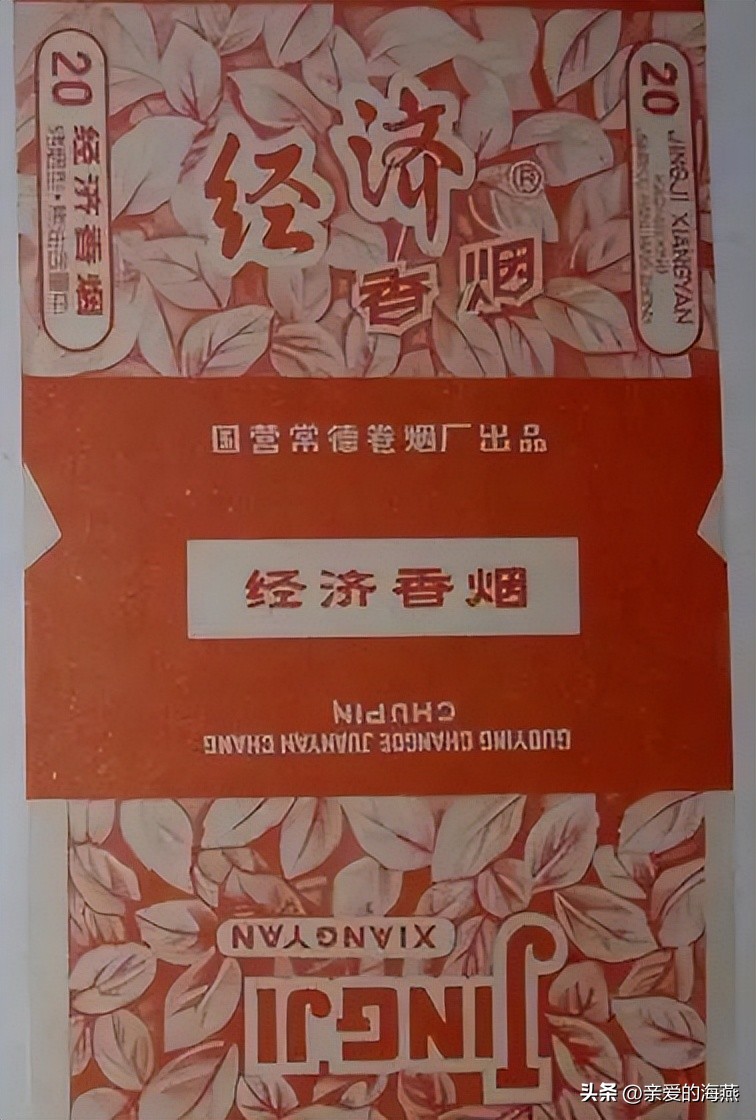 20 经济香烟
经济®
香烟
20 JINGJI XIANGYAN
国营常德卷烟厂出品
经济香烟
GUOYING CHANGDE JUANYAN CHANG
CHUPIN
XIANGYAN
JINGJI
头条 @亲爱的海燕